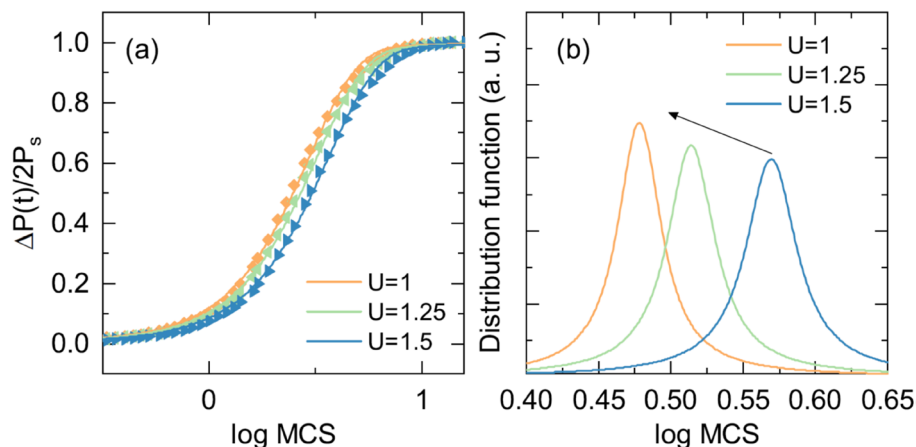 (a)
ΔP(t)/2Ps
1.0
0.8
0.6
0.4
0.2
0.0
U=1
U=1.25
U=1.5
0
1
log MCS
(b)
Distribution function (a. u.)
U=1
U=1.25
U=1.5
0.40
0.45
0.50
0.55
0.60
0.65
log MCS